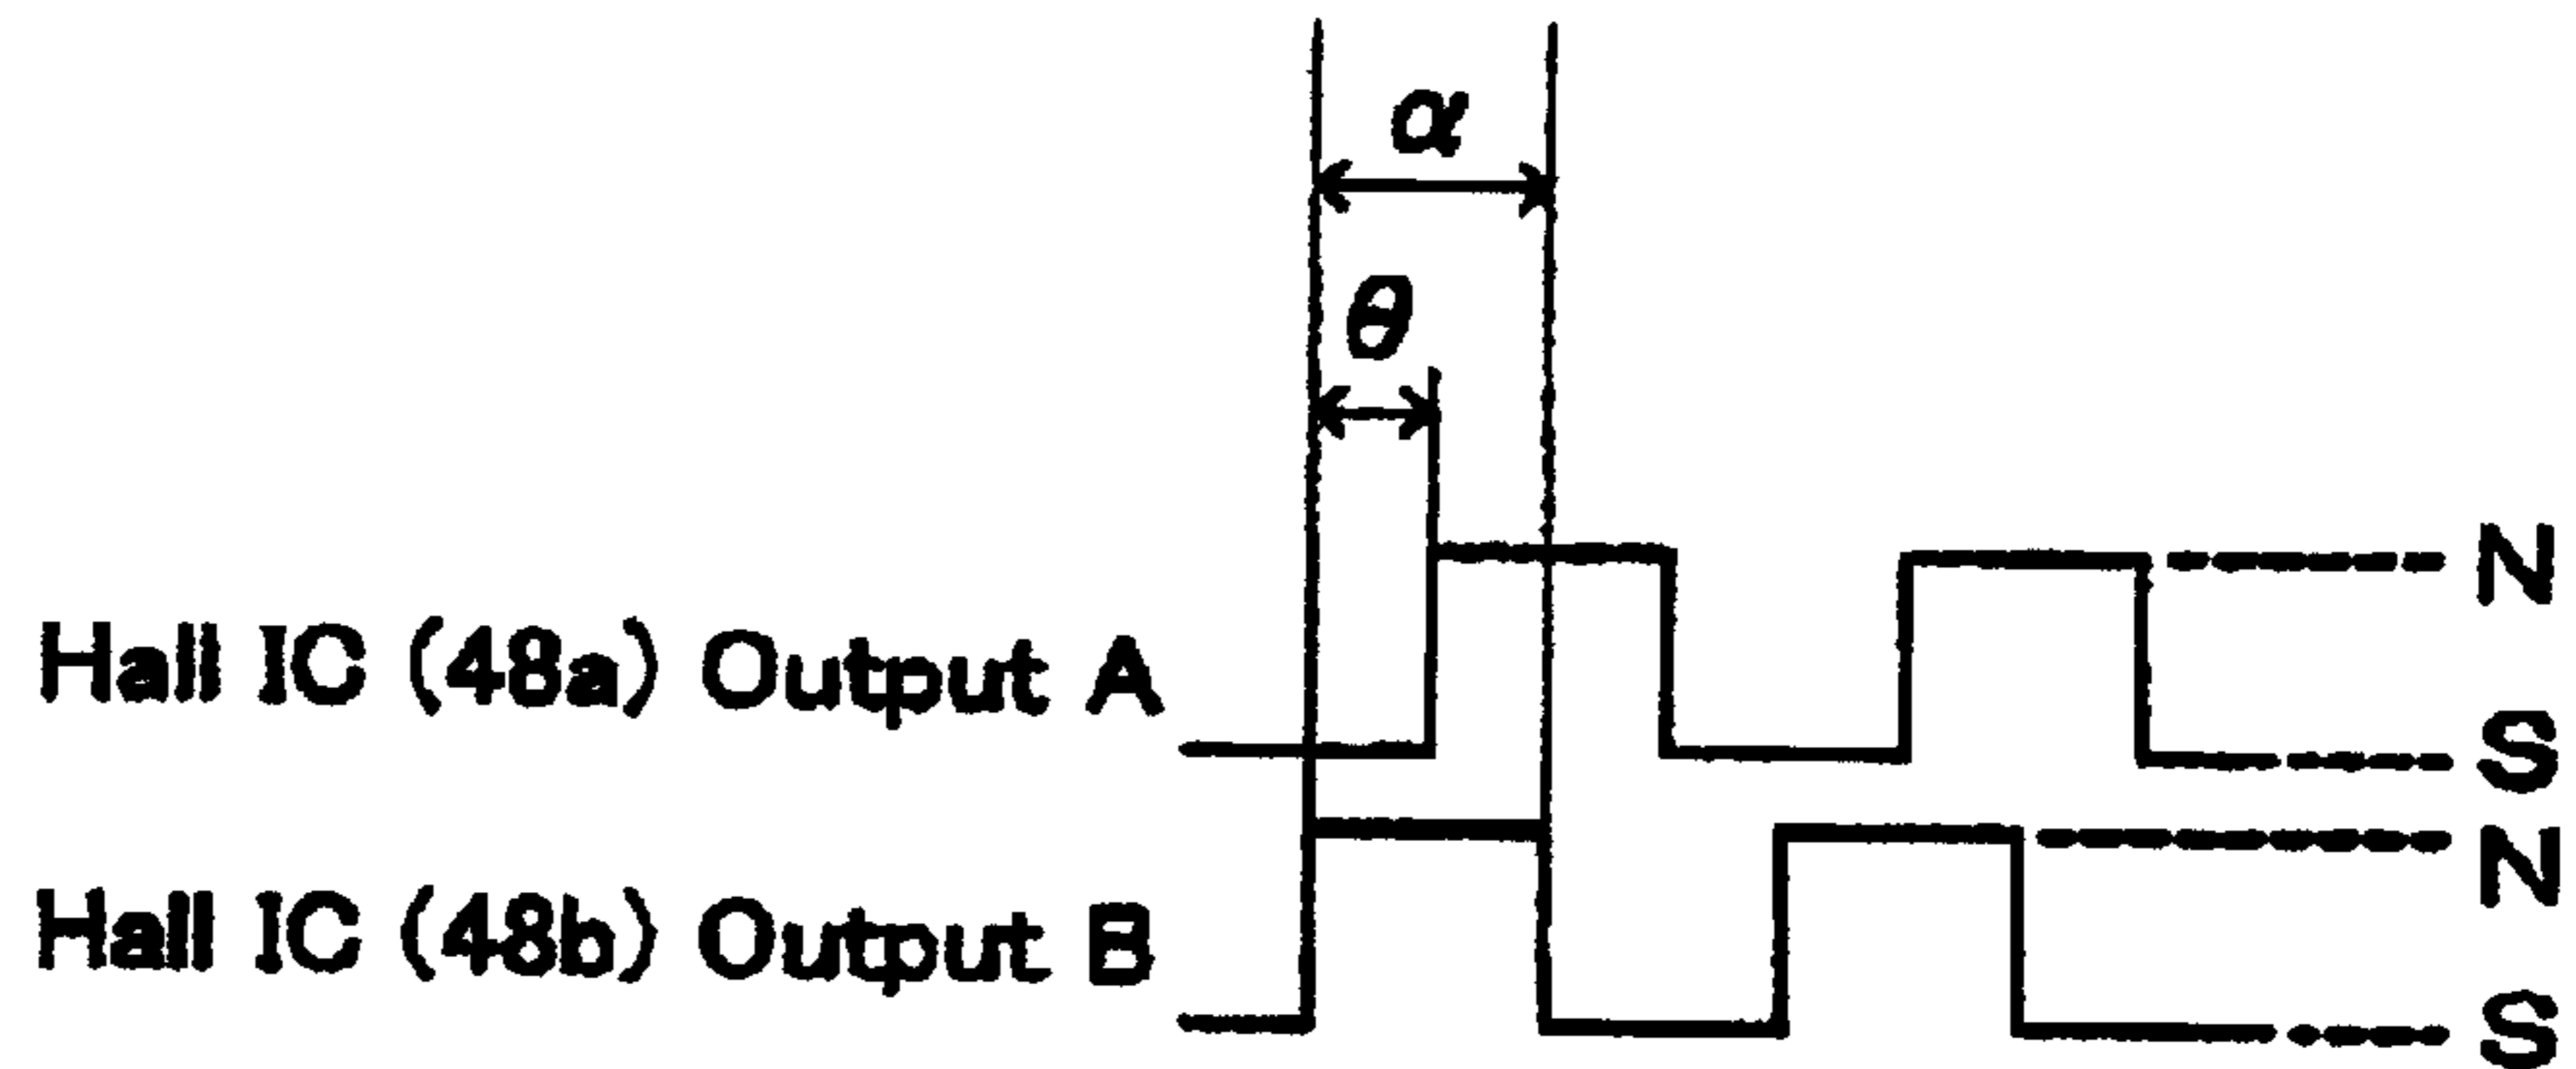 α
θ
N
Hall IC (48a) Output A
S
N
Hall IC (48b) Output B
S